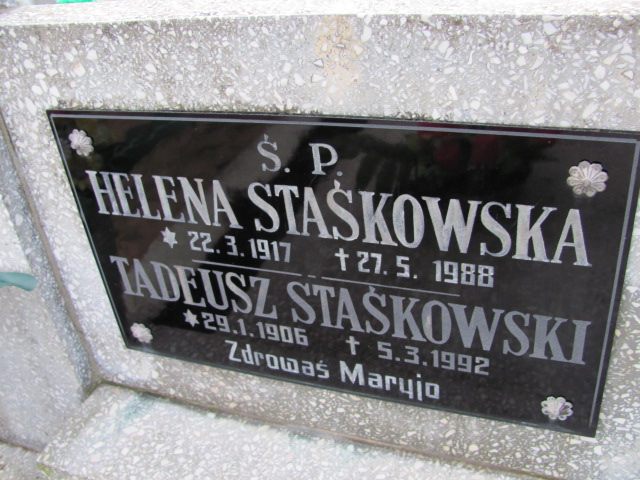 Ś. P.
HELENA STAŚKOWSKA
* 22.3.1917 † 27.5.1988
TADEUSZ STAŚKOWSKI
* 29.1.1906 † 5.3.1992
Zdrowaś Maryjo